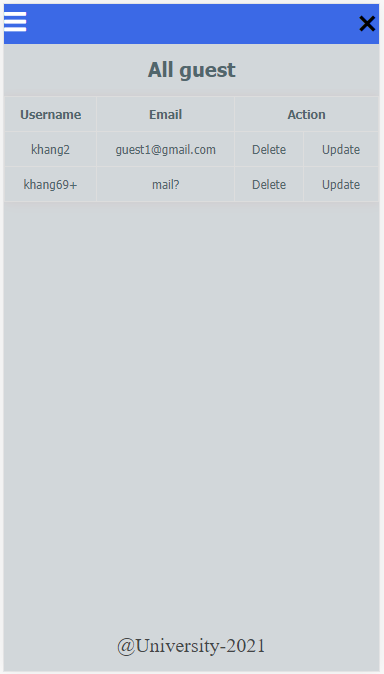 All guest
Username Email Action
khang2 guest1@gmail.com Delete Update
khang69+ mail? Delete Update
@University-2021